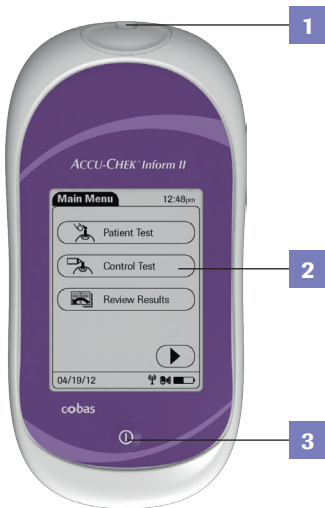 1
ACCU-CHEK® Inform II
Main Menu 12:48pm
Patient Test
Control Test
2
Review Results
04/19/12
cobas
3